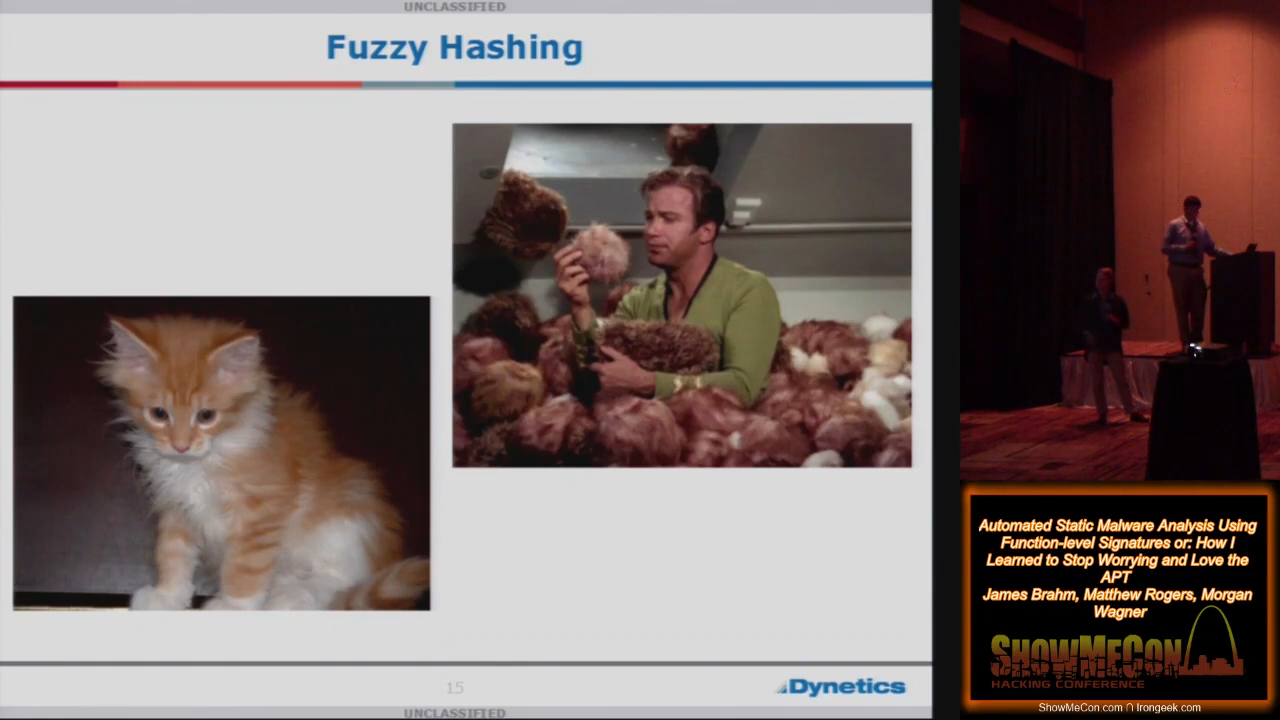 UNCLASSIFIED
Fuzzy Hashing
15
Dynetics
UNCLASSIFIED
Automated Static Malware Analysis Using
Function-level Signatures or: How I
Learned to Stop Worrying and Love the
APT
James Brahm, Matthew Rogers, Morgan
Wagner
SHOWMECON
HACKING CONFERENCE
ShowMeCon.com ∩ Irongeek.com